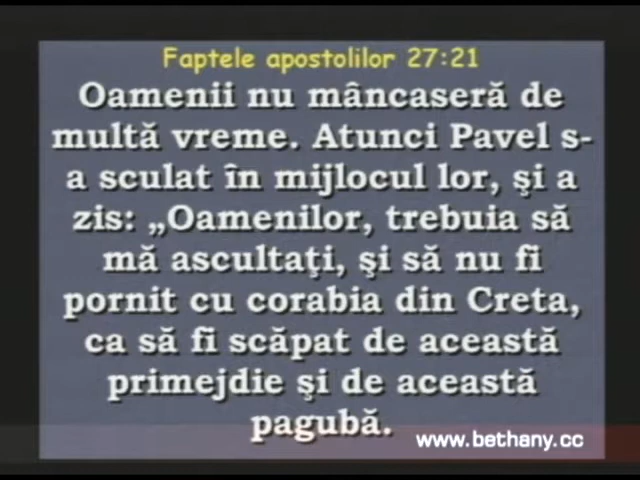 Faptele apostolilor 27:21
Oamenii nu mâncaseră de
multă vreme. Atunci Pavel s-
a sculat în mijlocul lor, şi a
zis: „Oamenilor, trebuia să
mă ascultaţi, şi să nu fi
pornit cu corabia din Creta,
ca să fi scăpat de această
primejdie şi de această
pagubă.
www.bethany.cc